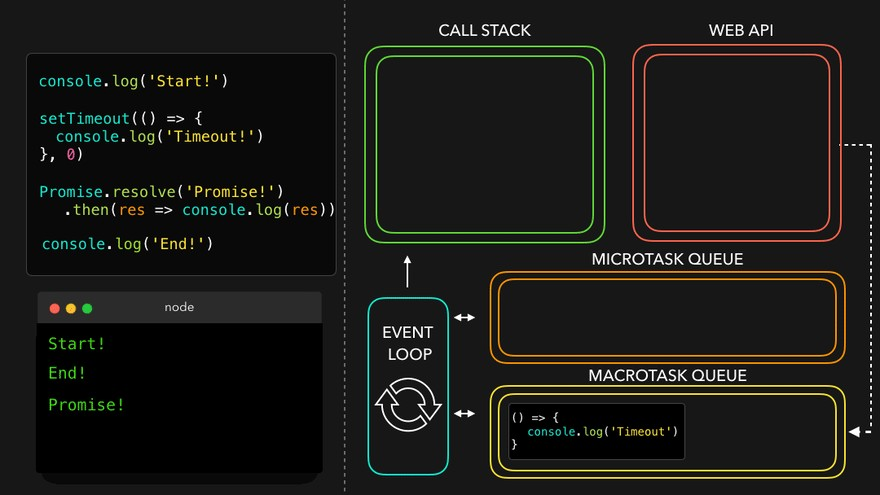 console.log('Start!')
setTimeout(() => {
  console.log('Timeout!')
}, 0)
Promise.resolve('Promise!')
   .then(res => console.log(res))
console.log('End!')
node
Start!
End!
Promise!
CALL STACK
WEB API
MICROTASK QUEUE
EVENT
LOOP
MACROTASK QUEUE
() => {
  console.log('Timeout')
}